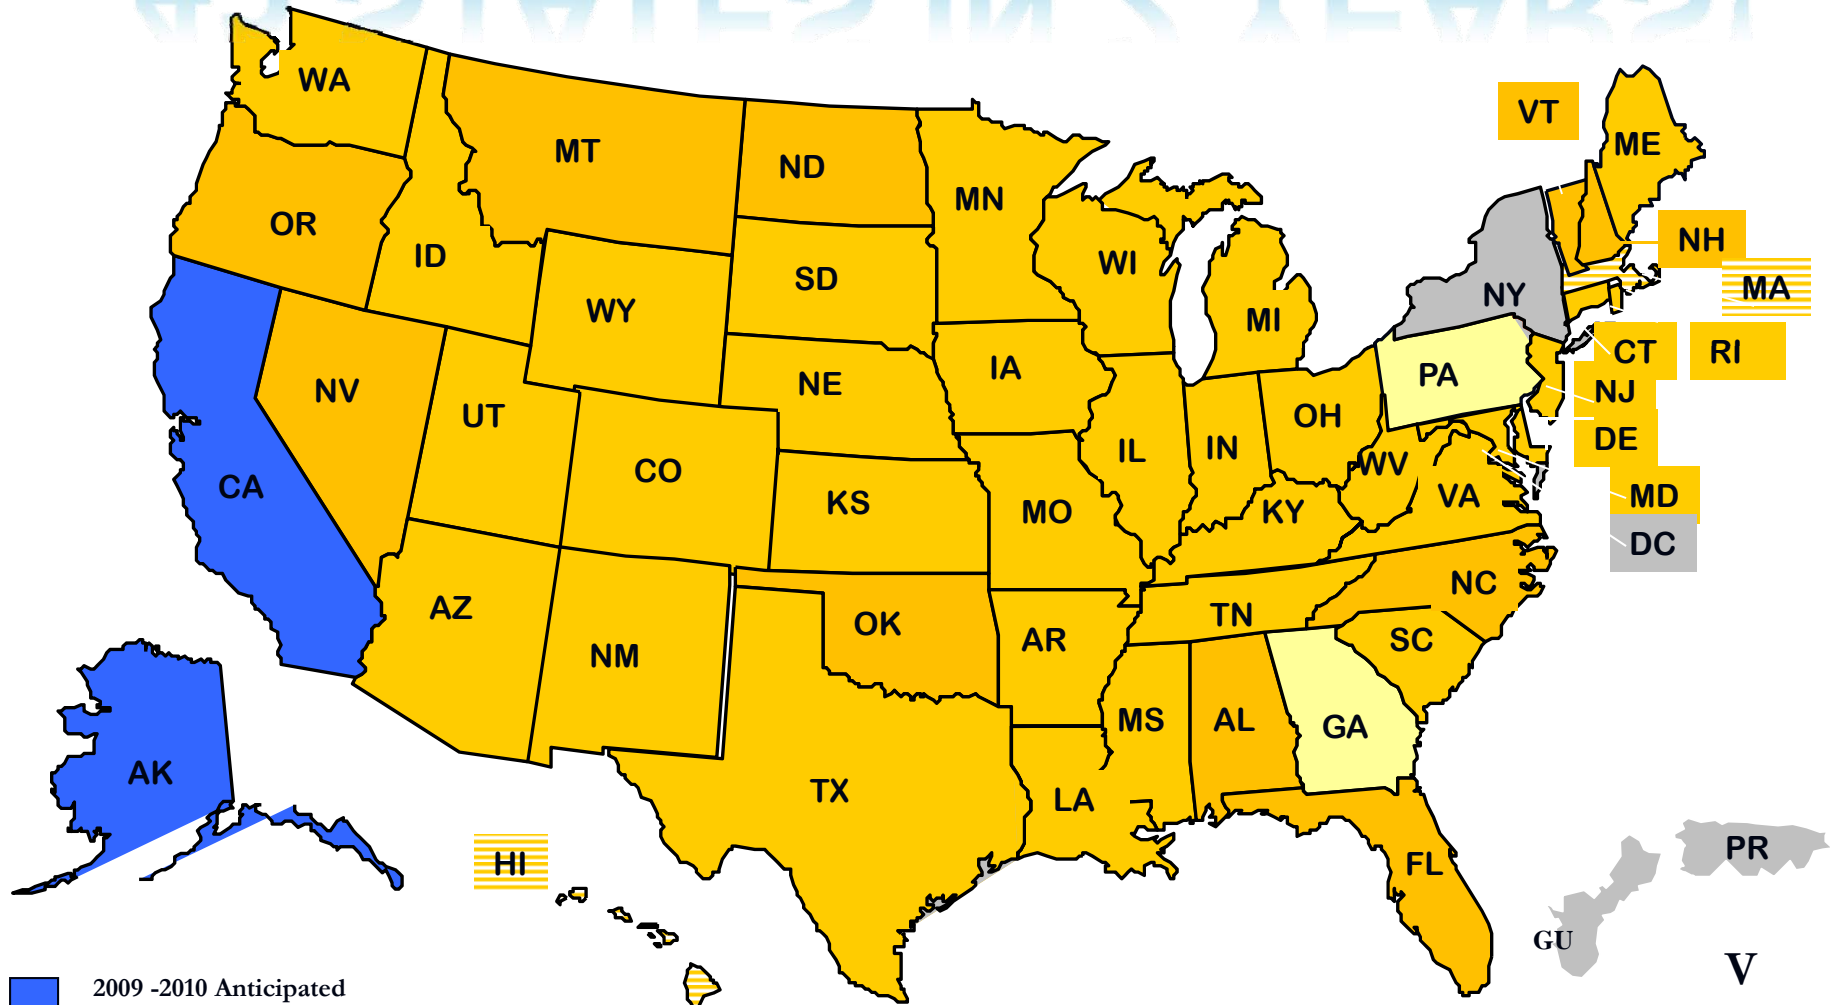 WA
MT
ND
MN
VT
ME
OR
ID
SD
WI
NH
WY
MI
NY
MA
NV
UT
NE
IA
PA
CT
RI
NJ
CA
CO
KS
MO
IL
IN
OH
WV
VA
KY
DE
MD
DC
AZ
NM
OK
AR
TN
NC
SC
AK
TX
LA
MS
AL
GA
HI
FL
PR
GU
V
2009 -2010 Anticipated